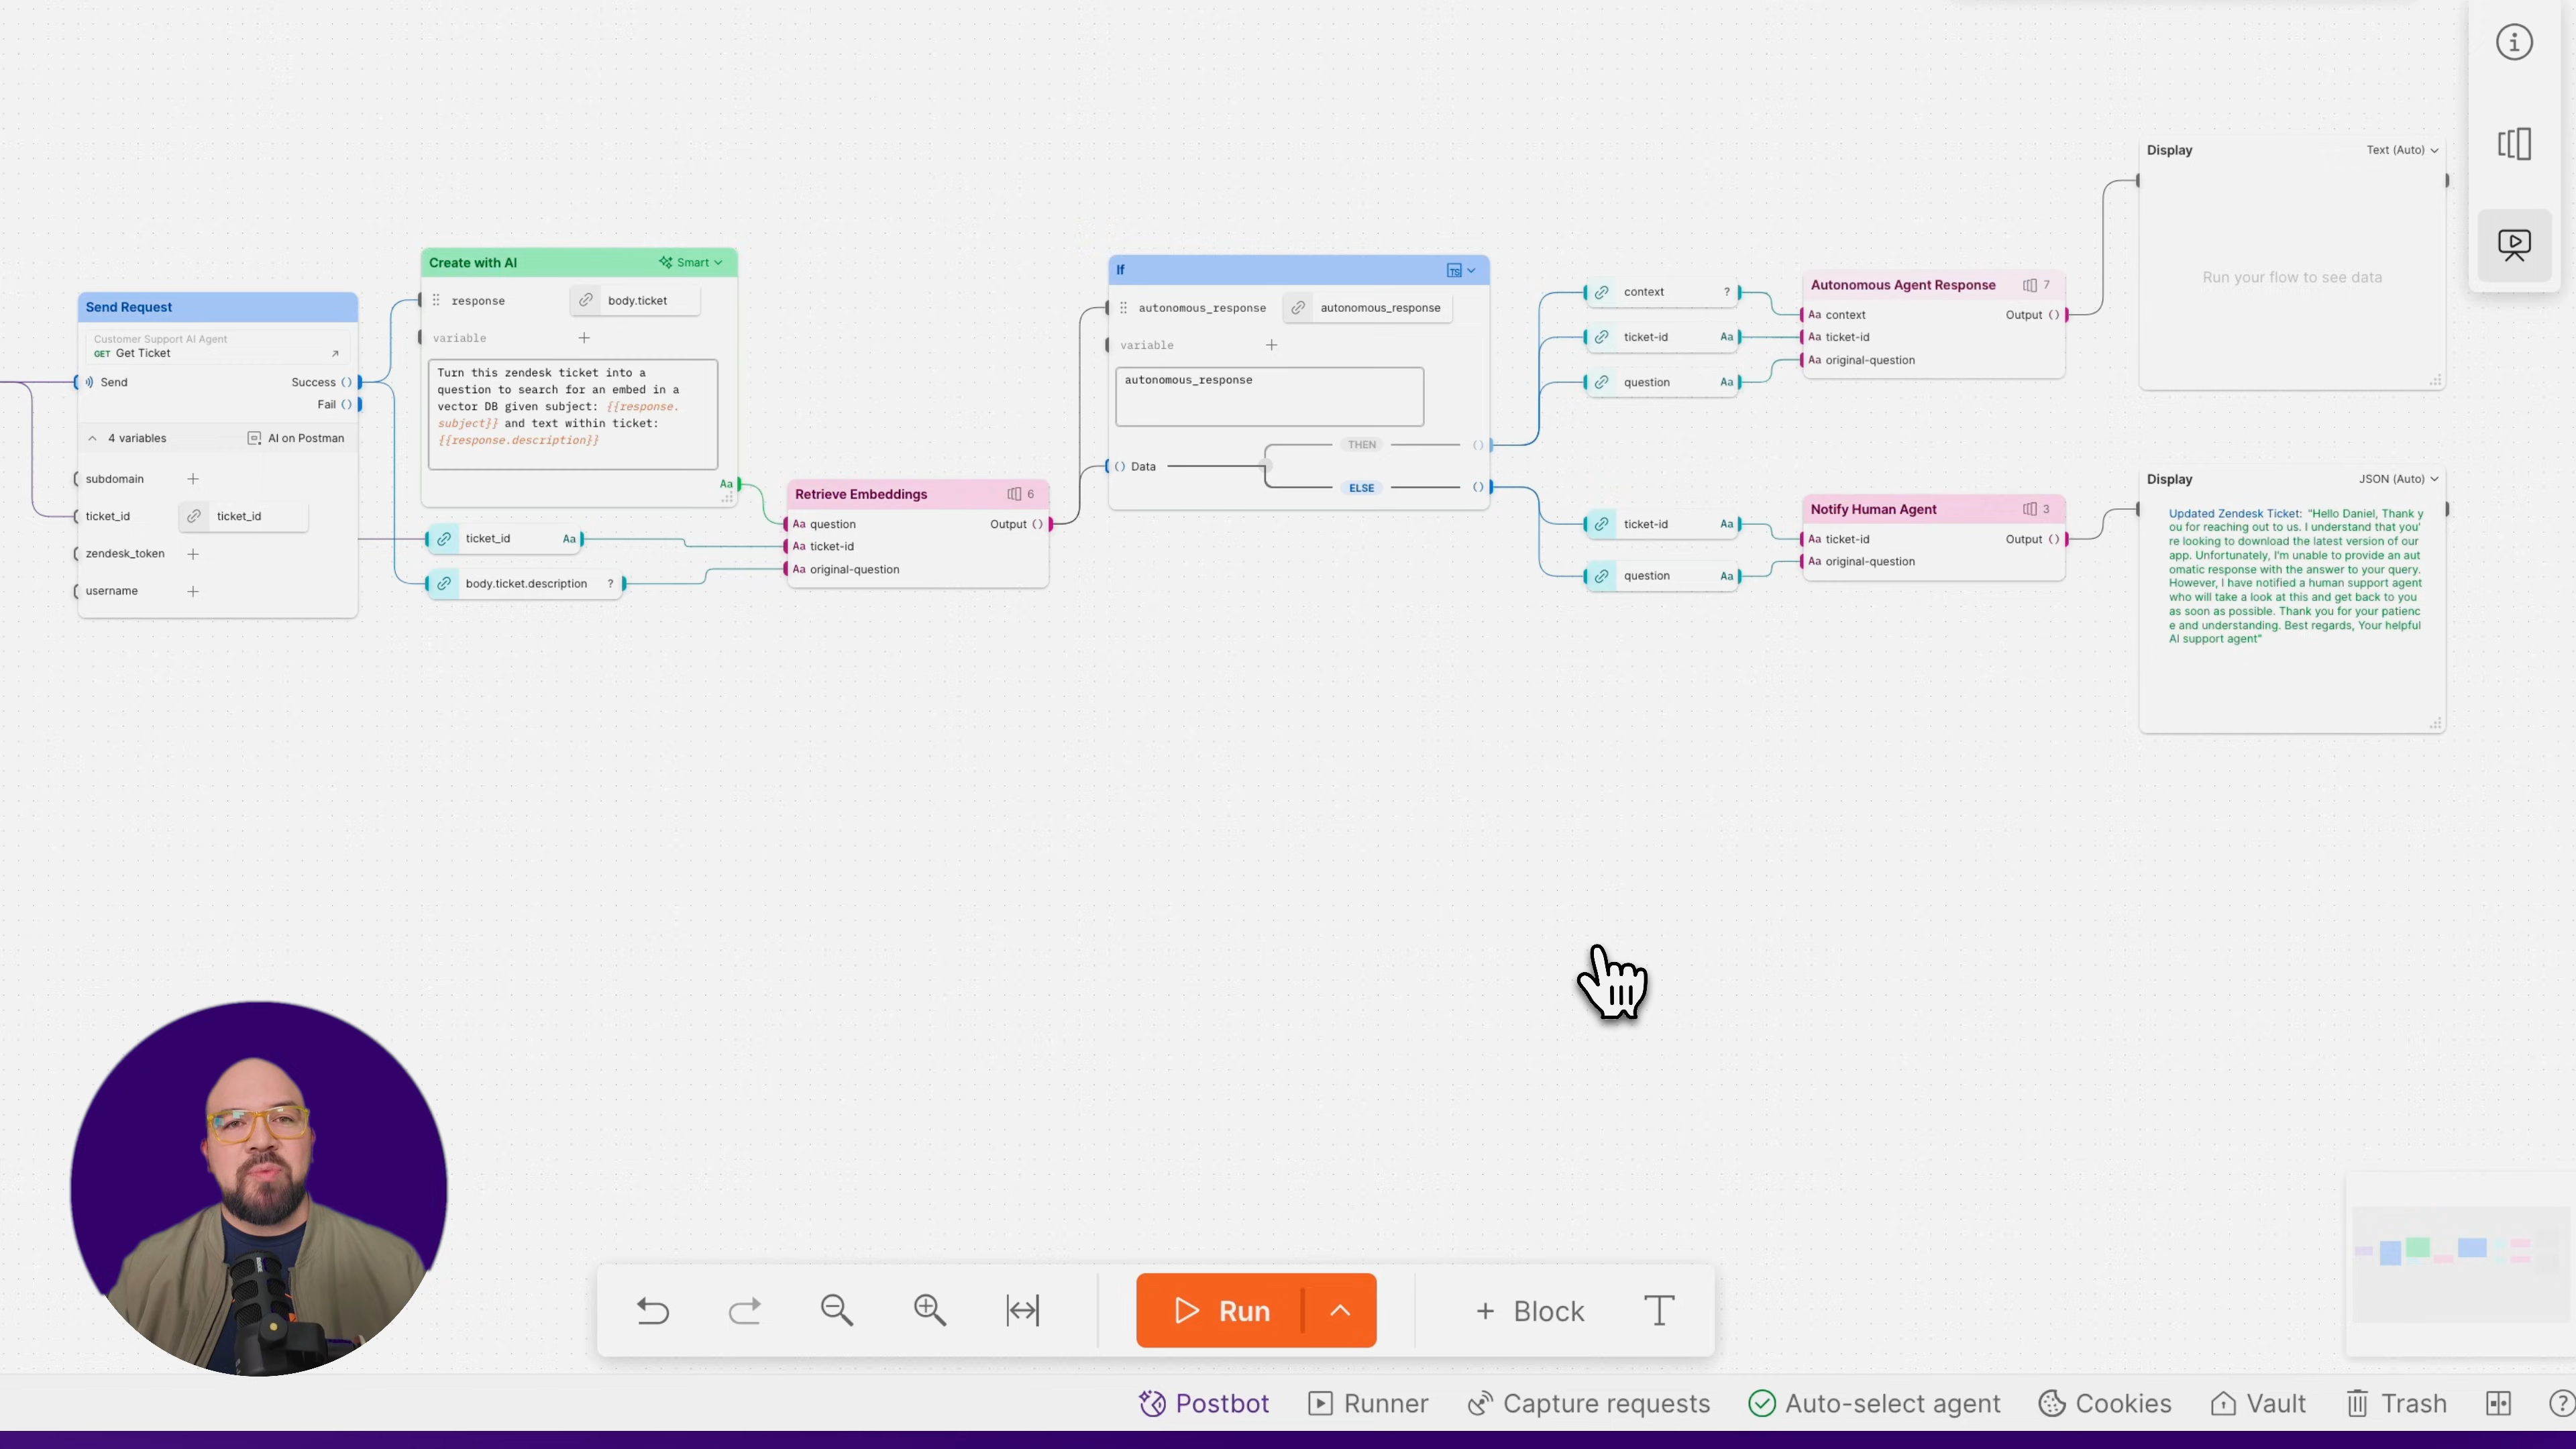 Send Request
Customer Support AI Agent
GET Get Ticket
Send
Success ()
Fail ()
4 variables
AI on Postman
subdomain
ticket_id
ticket_id
zendesk_token
username
Create with AI
Smart
response
body.ticket
variable
Turn this zendesk ticket into a
question to search for an embed in a
vector DB given subject: {{response.
subject}} and text within ticket:
{{response.description}}
Aa
ticket_id Aa
body.ticket.description ?
Retrieve Embeddings 6
Aa question
Output ()
Aa ticket-id
Aa original-question
If
TS
autonomous_response
autonomous_response
variable
autonomous_response
THEN ()
() Data
ELSE ()
context ?
ticket-id Aa
question Aa
Autonomous Agent Response 7
Aa context
Output ()
Aa ticket-id
Aa original-question
ticket-id Aa
question Aa
Notify Human Agent 3
Aa ticket-id
Output ()
Aa original-question
Display
Text (Auto)
Run your flow to see data
Display
JSON (Auto)
Updated Zendesk Ticket: "Hello Daniel, Thank y
ou for reaching out to us. I understand that you'
re looking to download the latest version of our
app. Unfortunately, I'm unable to provide an aut
omatic response with the answer to your query.
However, I have notified a human support agent
who will take a look at this and get back to you
as soon as possible. Thank you for your patienc
e and understanding. Best regards, Your helpful
AI support agent"
Run
+ Block
T
Postbot
Runner
Capture requests
Auto-select agent
Cookies
Vault
Trash